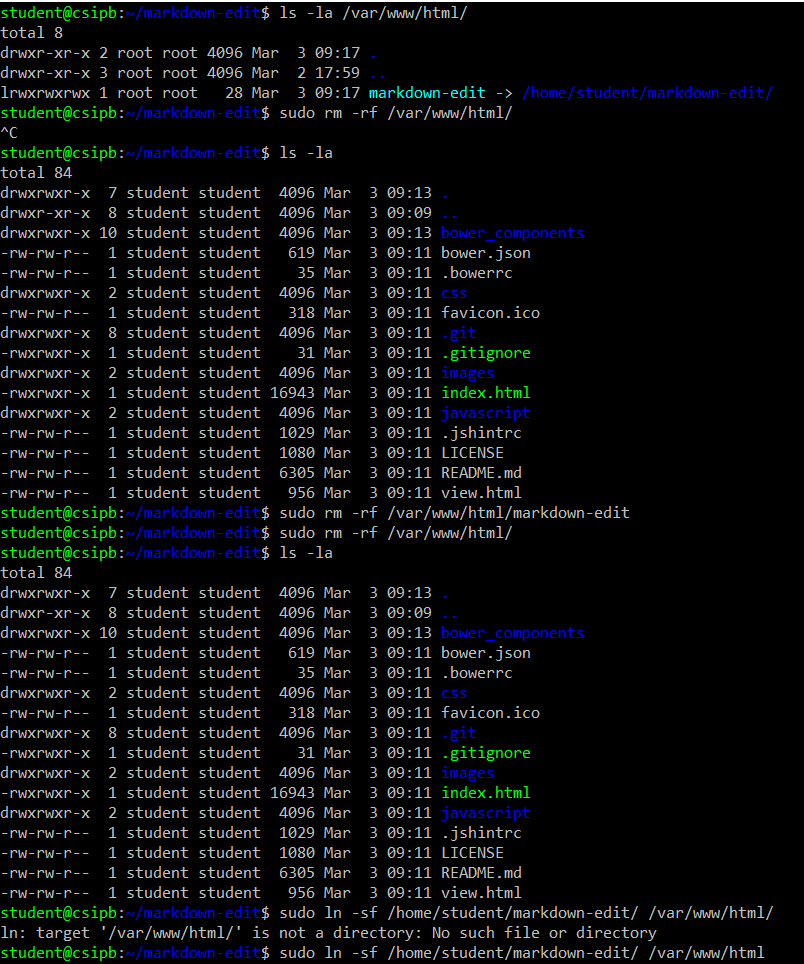 student@csipb:~/markdown-edit$ ls -la /var/www/html/
total 8
drwxr-xr-x 2 root root 4096 Mar  3 09:17 .
drwxr-xr-x 3 root root 4096 Mar  2 17:59 ..
lrwxrwxrwx 1 root root   28 Mar  3 09:17 markdown-edit -> /home/student/markdown-edit/
student@csipb:~/markdown-edit$ sudo rm -rf /var/www/html/
^C
student@csipb:~/markdown-edit$ ls -la
total 84
drwxrwxr-x  7 student student  4096 Mar  3 09:13 .
drwxr-xr-x  8 student student  4096 Mar  3 09:09 ..
drwxrwxr-x 10 student student  4096 Mar  3 09:13 bower_components
-rw-rw-r--  1 student student   619 Mar  3 09:11 bower.json
-rw-rw-r--  1 student student    35 Mar  3 09:11 .bowerrc
drwxrwxr-x  2 student student  4096 Mar  3 09:11 css
-rw-rw-r--  1 student student   318 Mar  3 09:11 favicon.ico
drwxrwxr-x  8 student student  4096 Mar  3 09:11 .git
-rwxrwxr-x  1 student student    31 Mar  3 09:11 .gitignore
drwxrwxr-x  2 student student  4096 Mar  3 09:11 images
-rwxrwxr-x  1 student student 16943 Mar  3 09:11 index.html
drwxrwxr-x  2 student student  4096 Mar  3 09:11 javascript
-rw-rw-r--  1 student student  1029 Mar  3 09:11 .jshintrc
-rw-rw-r--  1 student student  1080 Mar  3 09:11 LICENSE
-rw-rw-r--  1 student student  6305 Mar  3 09:11 README.md
-rw-rw-r--  1 student student   956 Mar  3 09:11 view.html
student@csipb:~/markdown-edit$ sudo rm -rf /var/www/html/markdown-edit
student@csipb:~/markdown-edit$ sudo rm -rf /var/www/html/
student@csipb:~/markdown-edit$ ls -la
total 84
drwxrwxr-x  7 student student  4096 Mar  3 09:13 .
drwxr-xr-x  8 student student  4096 Mar  3 09:09 ..
drwxrwxr-x 10 student student  4096 Mar  3 09:13 bower_components
-rw-rw-r--  1 student student   619 Mar  3 09:11 bower.json
-rw-rw-r--  1 student student    35 Mar  3 09:11 .bowerrc
drwxrwxr-x  2 student student  4096 Mar  3 09:11 css
-rw-rw-r--  1 student student   318 Mar  3 09:11 favicon.ico
drwxrwxr-x  8 student student  4096 Mar  3 09:11 .git
-rwxrwxr-x  1 student student    31 Mar  3 09:11 .gitignore
drwxrwxr-x  2 student student  4096 Mar  3 09:11 images
-rwxrwxr-x  1 student student 16943 Mar  3 09:11 index.html
drwxrwxr-x  2 student student  4096 Mar  3 09:11 javascript
-rw-rw-r--  1 student student  1029 Mar  3 09:11 .jshintrc
-rw-rw-r--  1 student student  1080 Mar  3 09:11 LICENSE
-rw-rw-r--  1 student student  6305 Mar  3 09:11 README.md
-rw-rw-r--  1 student student   956 Mar  3 09:11 view.html
student@csipb:~/markdown-edit$ sudo ln -sf /home/student/markdown-edit/ /var/www/html/
ln: target '/var/www/html/' is not a directory: No such file or directory
student@csipb:~/markdown-edit$ sudo ln -sf /home/student/markdown-edit/ /var/www/html